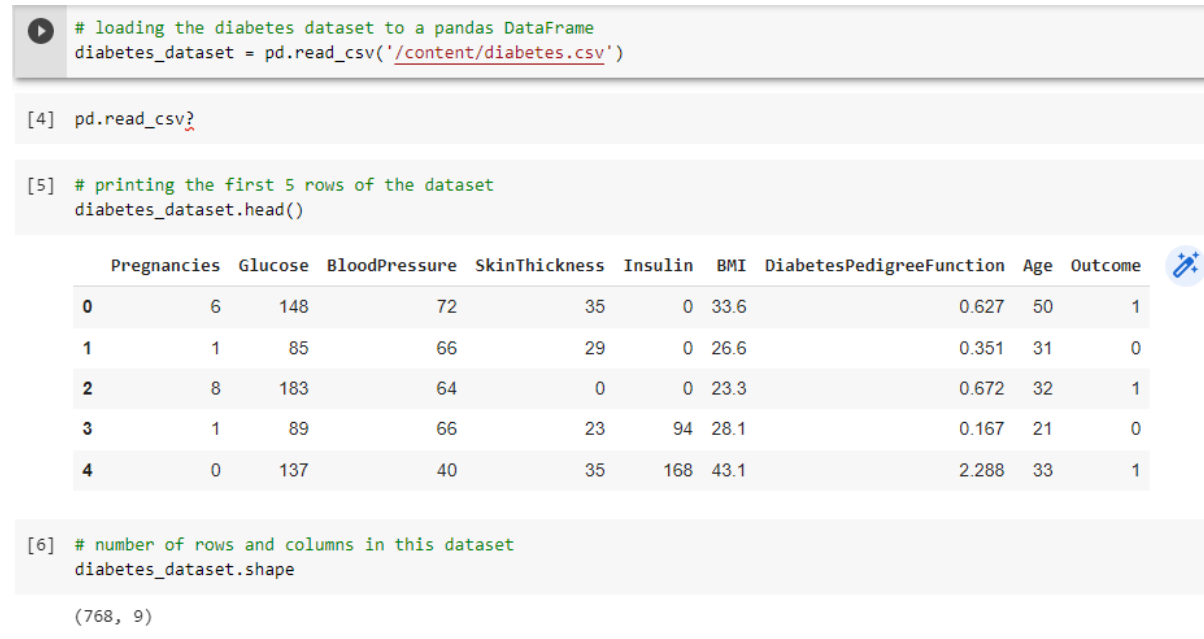 # loading the diabetes dataset to a pandas DataFrame
diabetes_dataset = pd.read_csv('/content/diabetes.csv')
[4] pd.read_csv?
[5] # printing the first 5 rows of the dataset
diabetes_dataset.head()
Pregnancies Glucose BloodPressure SkinThickness Insulin BMI DiabetesPedigreeFunction Age Outcome
0 6 148 72 35 0 33.6 0.627 50 1
1 1 85 66 29 0 26.6 0.351 31 0
2 8 183 64 0 0 23.3 0.672 32 1
3 1 89 66 23 94 28.1 0.167 21 0
4 0 137 40 35 168 43.1 2.288 33 1
[6] # number of rows and columns in this dataset
diabetes_dataset.shape
(768, 9)